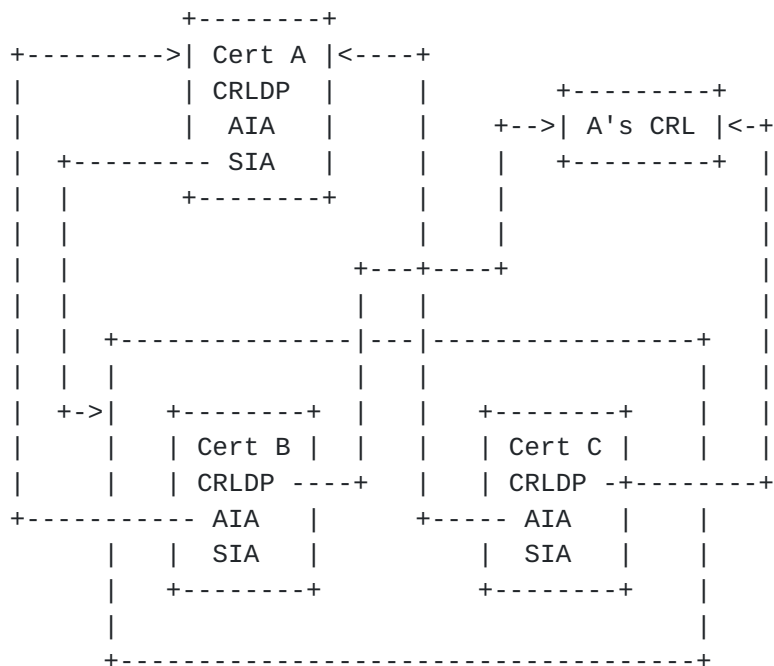 Cert A
CRLDP
A's CRL
AIA
SIA
Cert B Cert C
CRLDP CRLDP
AIA AIA
SIA SIA